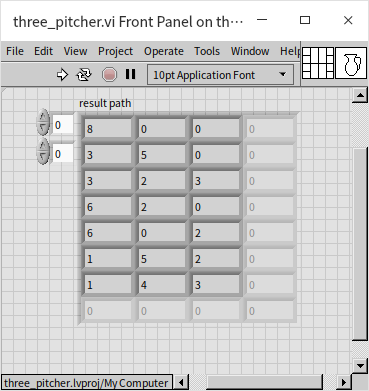 three_pitcher.vi Front Panel on th...
File Edit View Project Operate Tools Window Hel
10pt Application Font
result path
0
0
8 0 0 0
3 5 0 0
3 2 3 0
6 2 0 0
6 0 2 0
1 5 2 0
1 4 3 0
0 0 0 0
three_pitcher.lvproj/My Computer